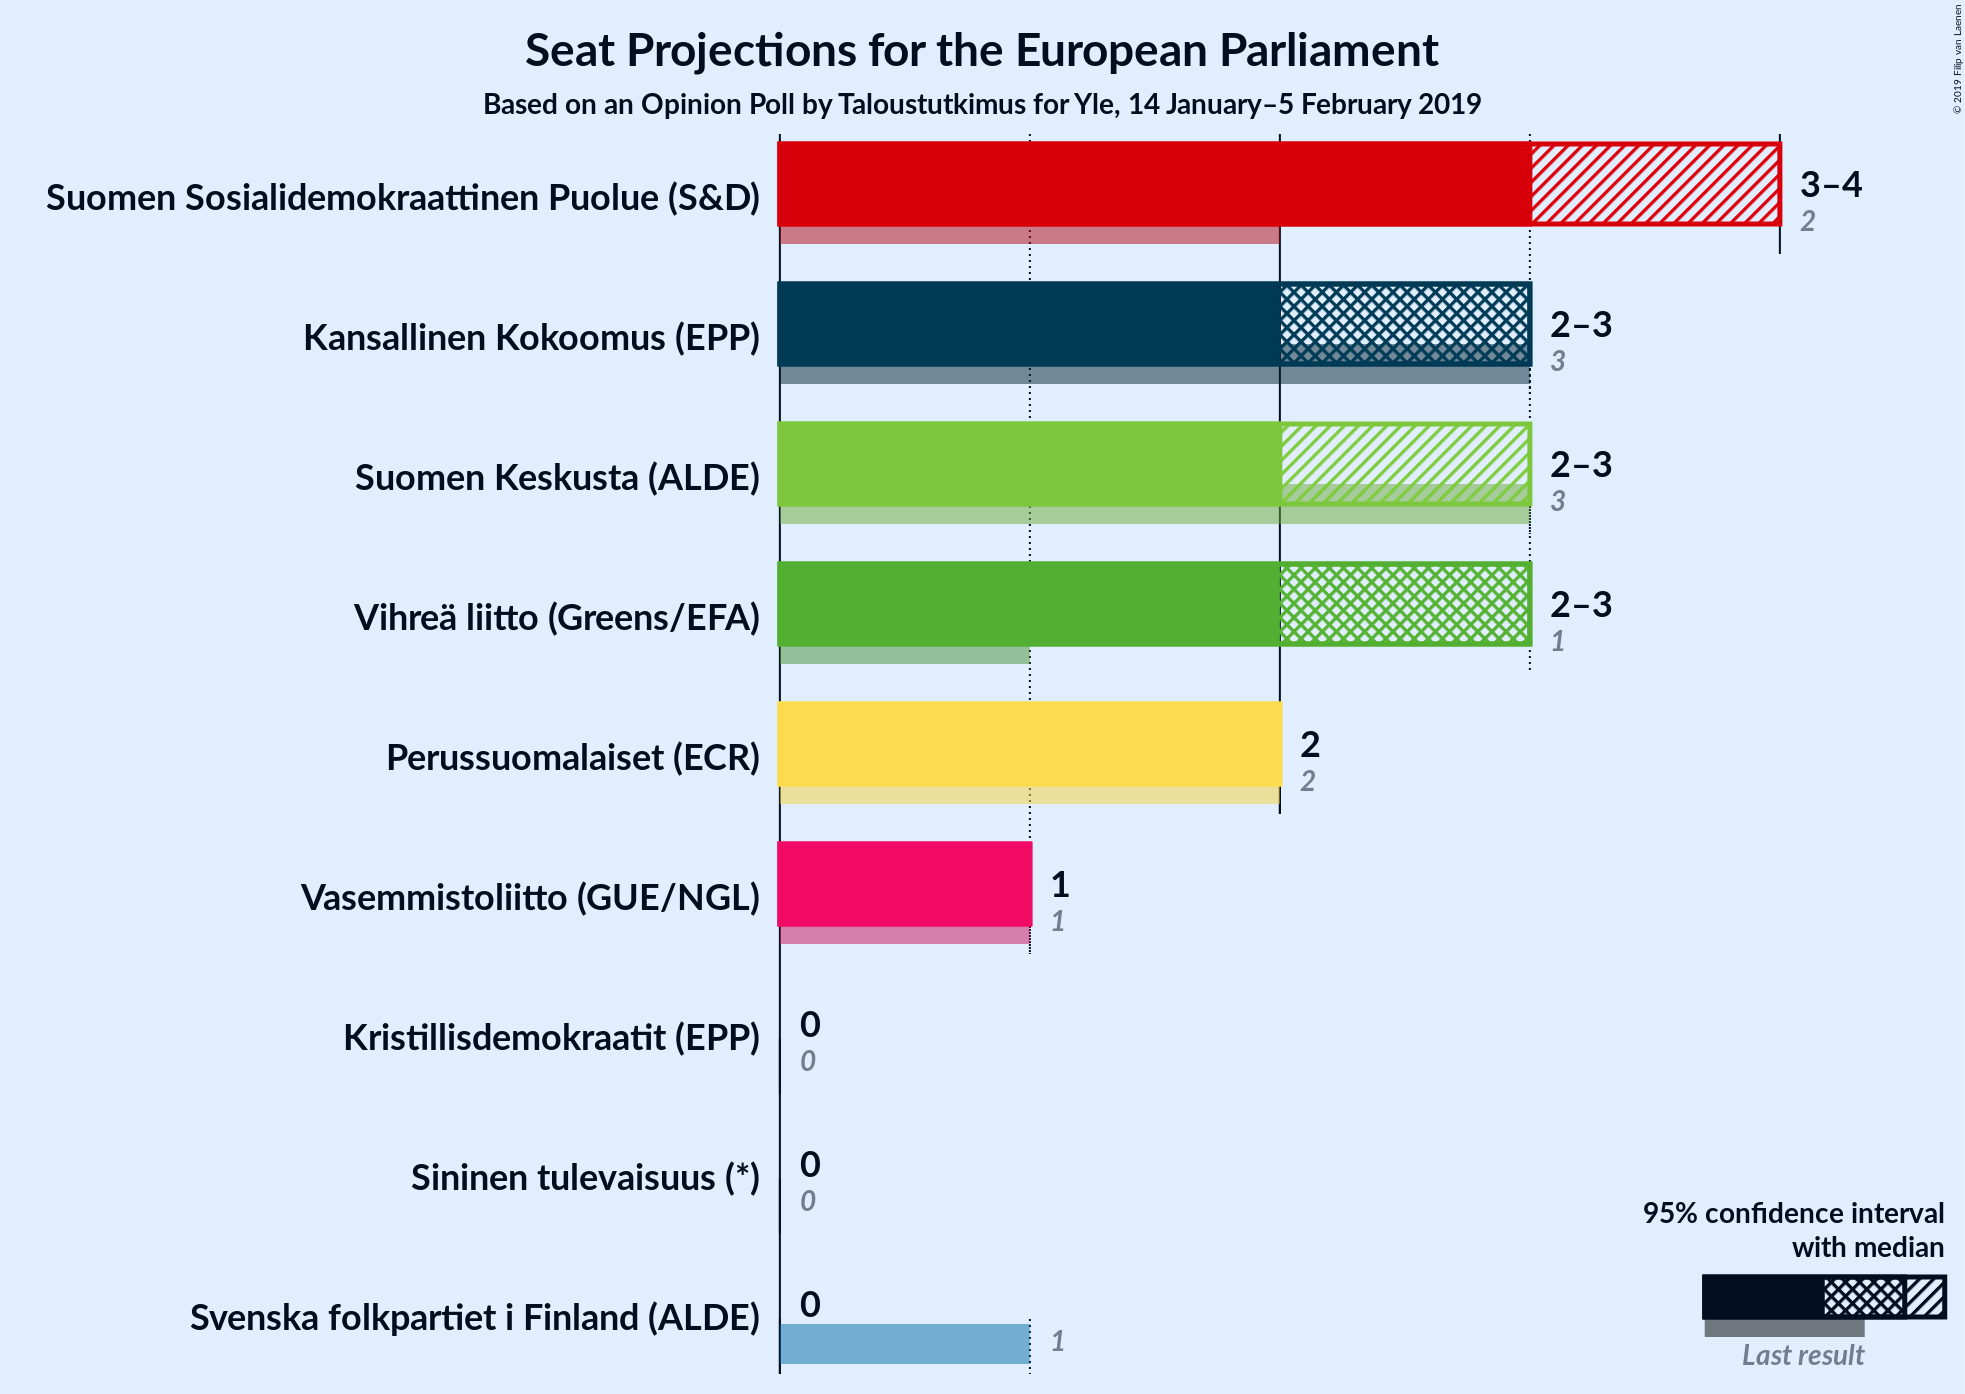 Seat Projections for the European Parliament
Based on an Opinion Poll by Taloustutkimus for Yle, 14 January–5 February 2019
© 2019 Filip van Laenen
Suomen Sosialidemokraattinen Puolue (S&D)
3–4
2
Kansallinen Kokoomus (EPP)
2–3
3
Suomen Keskusta (ALDE)
2–3
3
Vihreä liitto (Greens/EFA)
2–3
1
Perussuomalaiset (ECR)
2
2
Vasemmistoliitto (GUE/NGL)
1
1
Kristillisdemokraatit (EPP)
0
0
Sininen tulevaisuus (*)
0
0
Svenska folkpartiet i Finland (ALDE)
0
1
95% confidence interval
with median
Last result